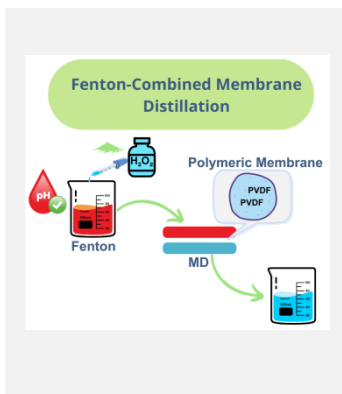 Fenton-Combined Membrane
Distillation
H₂O₂
Polymeric Membrane
pH
PVDF
PVDF
Fenton
MD